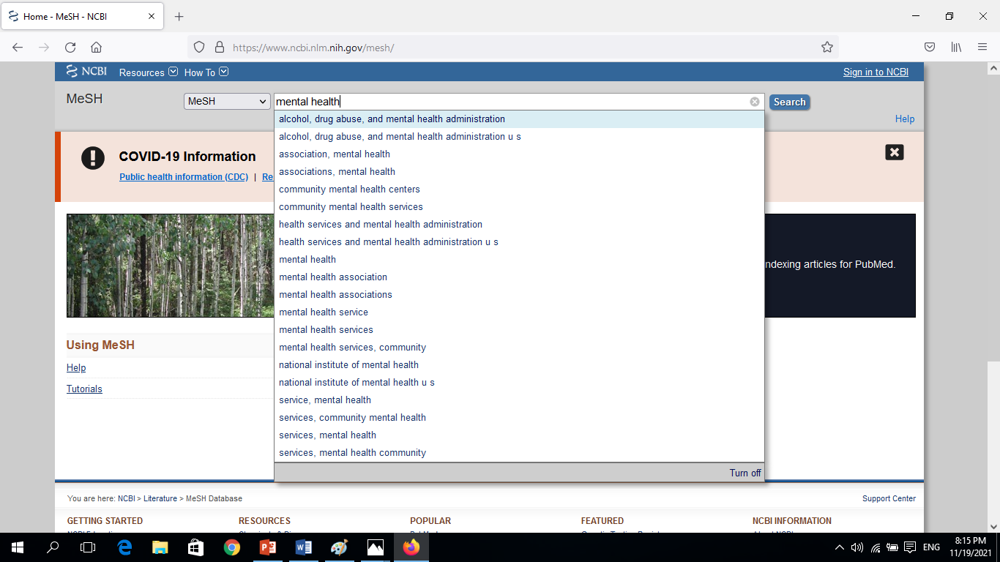 Home - MeSH - NCBI
https://www.ncbi.nlm.nih.gov/mesh/
NCBI Resources How To Sign in to NCBI
MeSH MeSH mental health Search
Help
alcohol, drug abuse, and mental health administration
alcohol, drug abuse, and mental health administration u s
association, mental health
associations, mental health
community mental health centers
community mental health services
health services and mental health administration
health services and mental health administration u s
mental health
mental health association
mental health associations
mental health service
mental health services
mental health services, community
national institute of mental health
national institute of mental health u s
service, mental health
services, community mental health
services, mental health
services, mental health community
Turn off
COVID-19 Information
Public health information (CDC) | Re
ndexing articles for PubMed.
Using MeSH
Help
Tutorials
You are here: NCBI > Literature > MeSH Database Support Center
GETTING STARTED RESOURCES POPULAR FEATURED NCBI INFORMATION
ENG 8:15 PM
11/19/2021